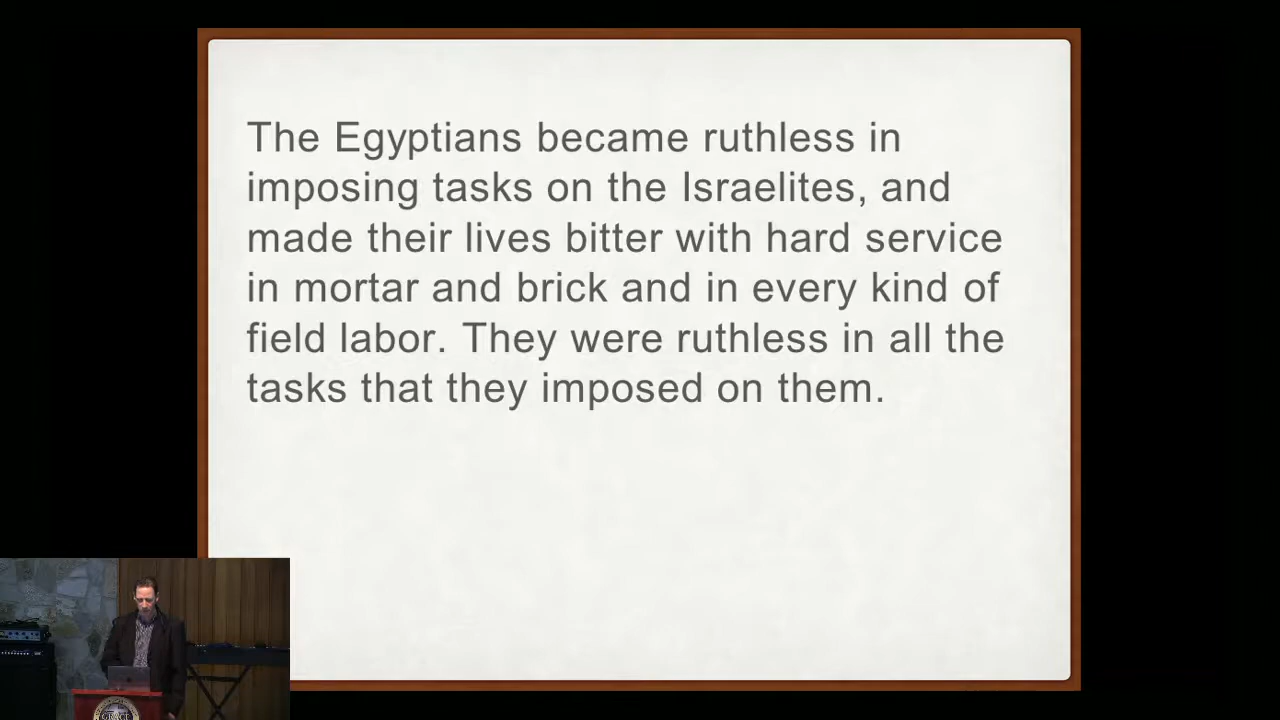 The Egyptians became ruthless in
imposing tasks on the Israelites, and
made their lives bitter with hard service
in mortar and brick and in every kind of
field labor. They were ruthless in all the
tasks that they imposed on them.
GRACE